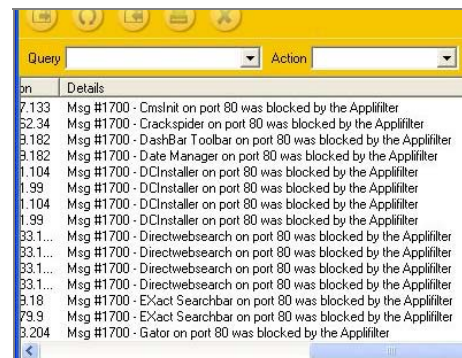 Query Action
on Details
7.133 Msg #1700 - CmsInit on port 80 was blocked by the Applifilter
62.34 Msg #1700 - Crackspider on port 80 was blocked by the Applifilter
9.182 Msg #1700 - DashBar Toolbar on port 80 was blocked by the Applifilter
9.182 Msg #1700 - Date Manager on port 80 was blocked by the Applifilter
1.104 Msg #1700 - DCInstaller on port 80 was blocked by the Applifilter
1.99 Msg #1700 - DCInstaller on port 80 was blocked by the Applifilter
1.104 Msg #1700 - DCInstaller on port 80 was blocked by the Applifilter
1.99 Msg #1700 - DCInstaller on port 80 was blocked by the Applifilter
33.1... Msg #1700 - Directwebsearch on port 80 was blocked by the Applifilter
33.1... Msg #1700 - Directwebsearch on port 80 was blocked by the Applifilter
33.1... Msg #1700 - Directwebsearch on port 80 was blocked by the Applifilter
33.1... Msg #1700 - Directwebsearch on port 80 was blocked by the Applifilter
9.18 Msg #1700 - EXact Searchbar on port 80 was blocked by the Applifilter
79.9 Msg #1700 - EXact Searchbar on port 80 was blocked by the Applifilter
3.204 Msg #1700 - Gator on port 80 was blocked by the Applifilter